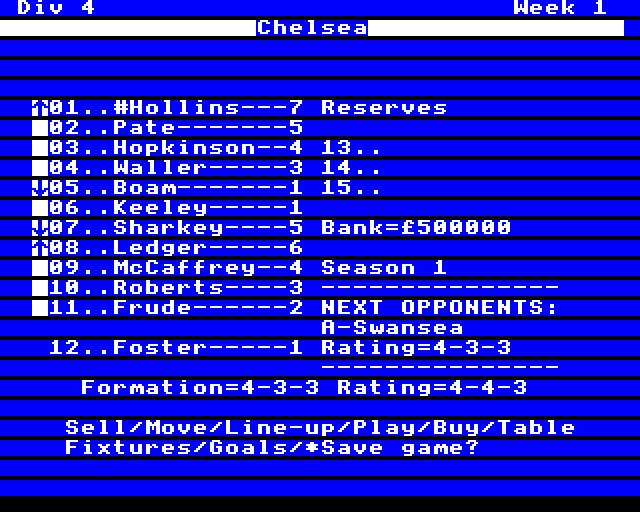 Div 4 Week 1
Chelsea
↑01..#Hollins---7 Reserves
02..Pate-------5
03..Hopkinson--4 13..
04..Waller-----3 14..
↓05..Boam-------1 15..
06..Keeley-----1
↓07..Sharkey----5 Bank=£500000
↑08..Ledger-----6
09..McCaffrey--4 Season 1
10..Roberts----3 ---------------
11..Frude------2 NEXT OPPONENTS:
A-Swansea
12..Foster-----1 Rating=4-3-3
---------------
Formation=4-3-3 Rating=4-4-3
Sell/Move/Line-up/Play/Buy/Table
Fixtures/Goals/*Save game?